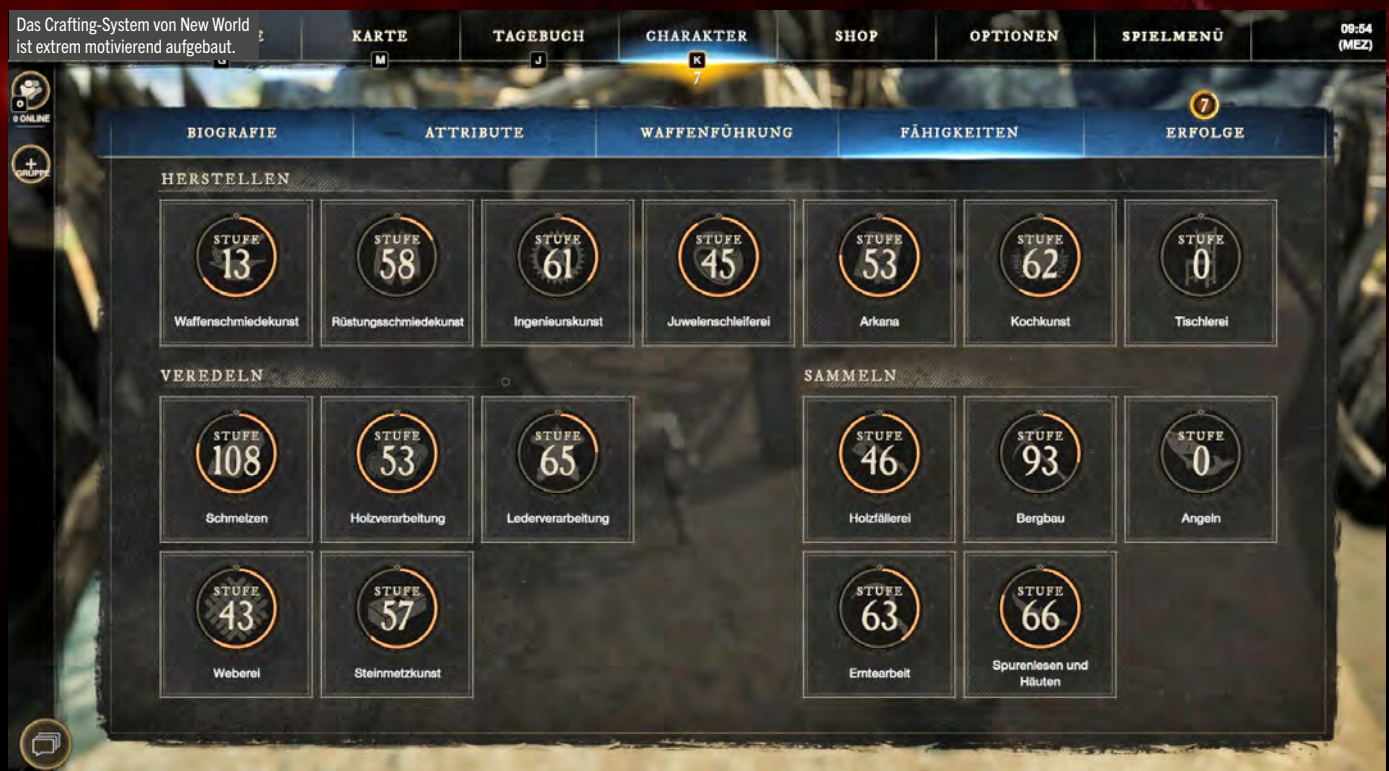 Das Crafting-System von New World
ist extrem motivierend aufgebaut.
KARTE
TAGEBUCH
CHARAKTER
SHOP
OPTIONEN
SPIELMENÜ
09:54
(MEZ)
M
J
K
7
0
0 ONLINE
+
GRUPPE
BIOGRAFIE
ATTRIBUTE
WAFFENFÜHRUNG
FÄHIGKEITEN
7
ERFOLGE
HERSTELLEN
STUFE
13
Waffenschmiedekunst
STUFE
58
Rüstungsschmiedekunst
STUFE
61
Ingenieurskunst
STUFE
45
Juwelenschleiferei
STUFE
53
Arkana
STUFE
62
Kochkunst
STUFE
0
Tischlerei
VEREDELN
STUFE
108
Schmelzen
STUFE
53
Holzverarbeitung
STUFE
65
Lederverarbeitung
STUFE
43
Weberei
STUFE
57
Steinmetzkunst
SAMMELN
STUFE
46
Holzfällerei
STUFE
93
Bergbau
STUFE
0
Angeln
STUFE
63
Erntearbeit
STUFE
66
Spurenlesen und
Häuten